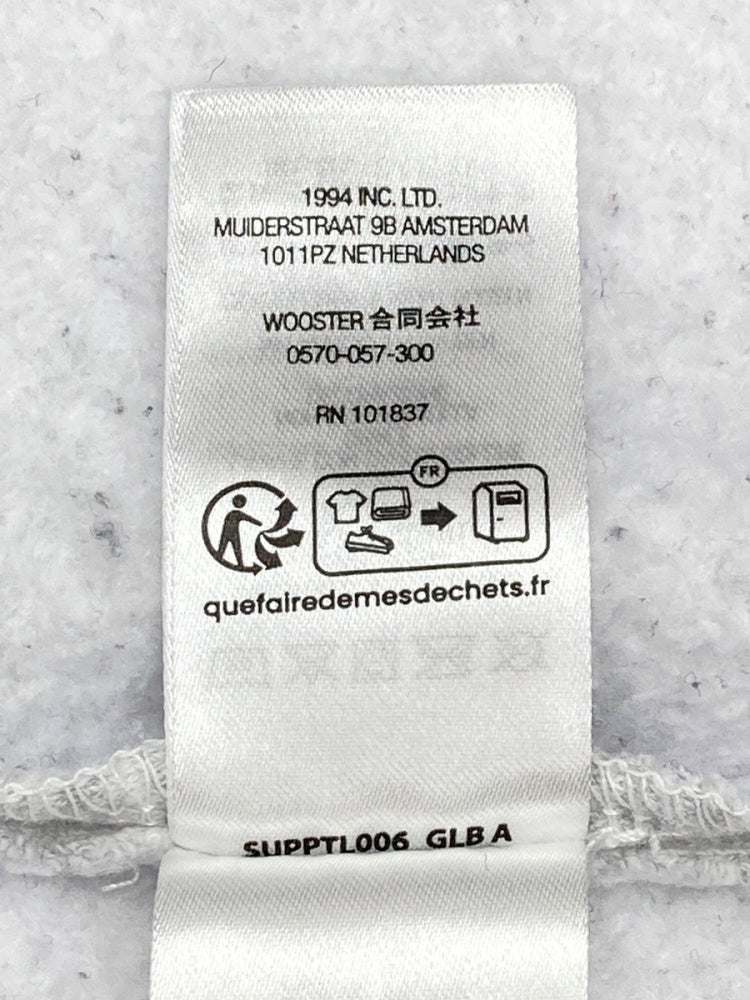 1994 INC. LTD.
MUIDERSTRAAT 9B AMSTERDAM
1011PZ NETHERLANDS
WOOSTER 合同会社
0570-057-300
RN 101837
FR
quefairedemesdechets.fr
SUPPTL006 GLB A